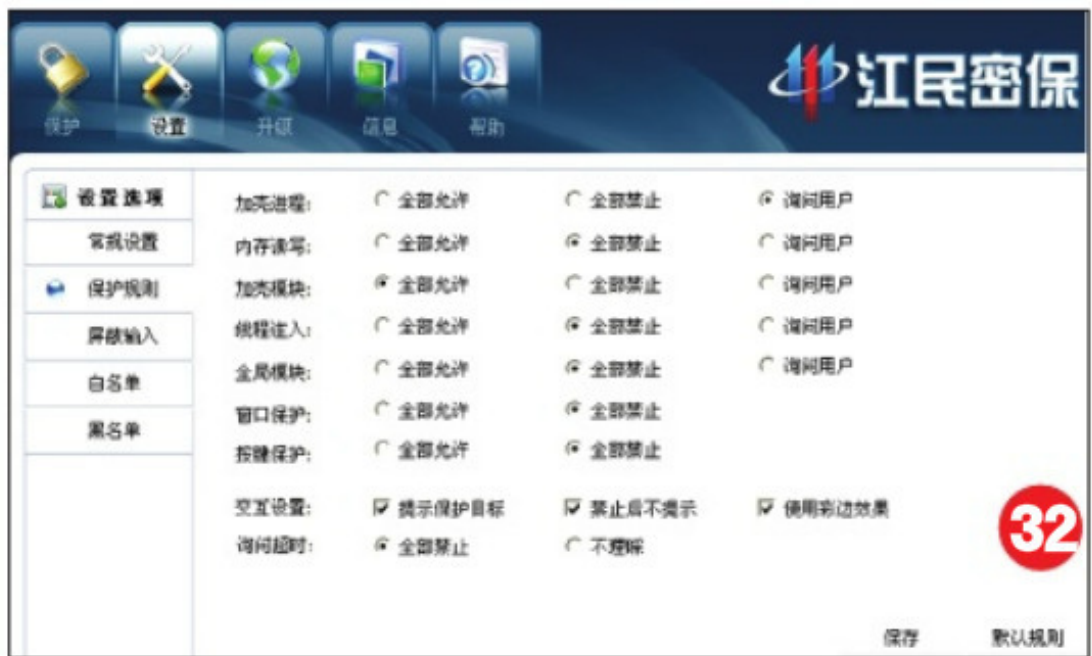 江民密保
保护 设置 升级 信息 帮助
设置选项
常规设置
保护规则
屏蔽输入
白名单
黑名单
加壳进程: 全部允许 全部禁止 询问用户
内存读写: 全部允许 全部禁止 询问用户
加壳模块: 全部允许 全部禁止 询问用户
线程注入: 全部允许 全部禁止 询问用户
全局模块: 全部允许 全部禁止 询问用户
窗口保护: 全部允许 全部禁止
按键保护: 全部允许 全部禁止
交互设置: 提示保护目标 禁止后不提示 使用彩边效果
询问超时: 全部禁止 不理睬
32
保存 默认规则